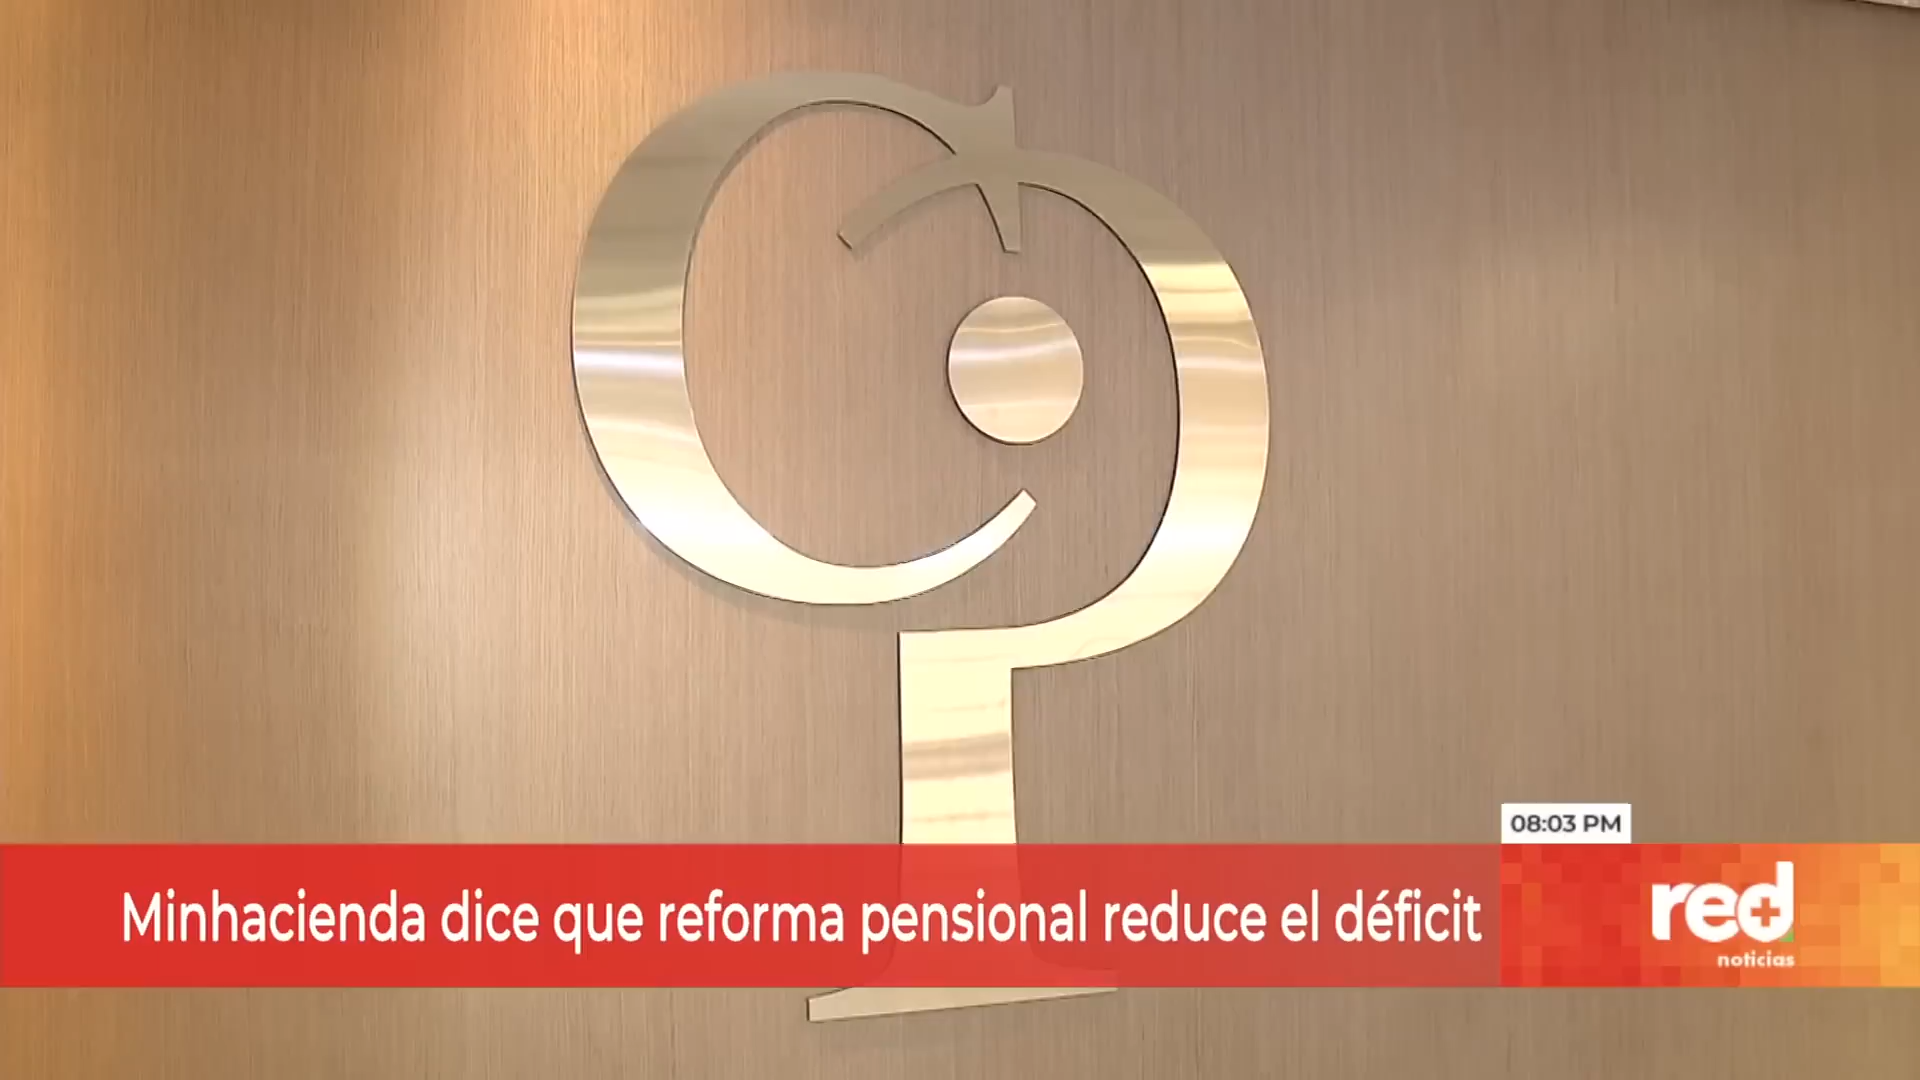 08:03 PM
Minhacienda dice que reforma pensional reduce el déficit
red+
noticias